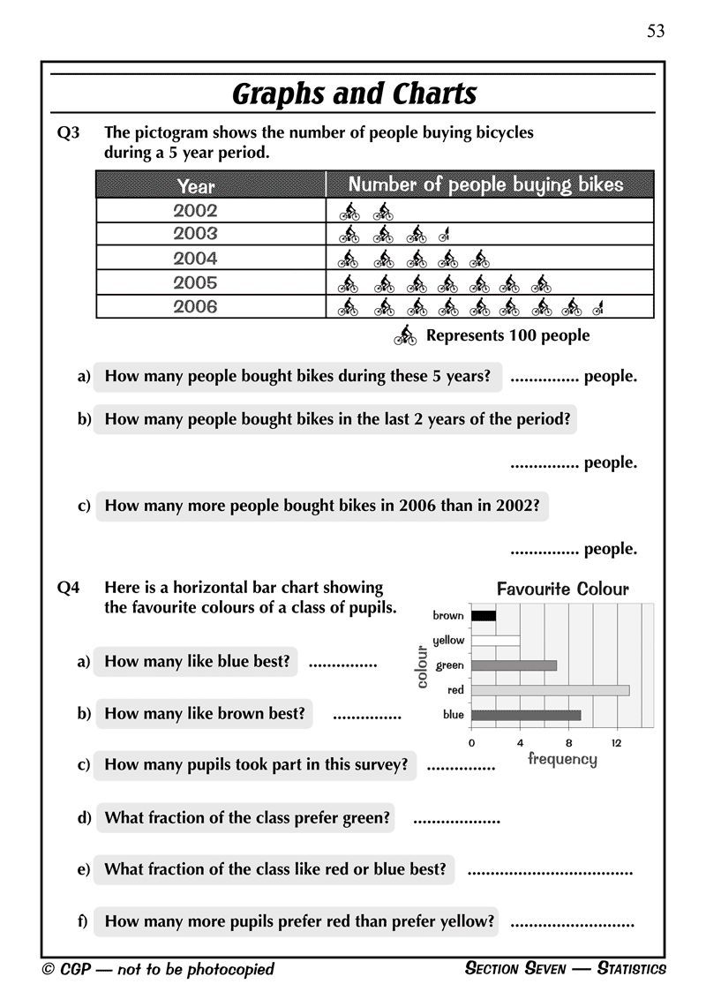 53
Graphs and Charts
Q3 The pictogram shows the number of people buying bicycles
during a 5 year period.
Year Number of people buying bikes
2002
2003
2004
2005
2006
Represents 100 people
a) How many people bought bikes during these 5 years? ............... people.
b) How many people bought bikes in the last 2 years of the period?
............... people.
c) How many more people bought bikes in 2006 than in 2002?
............... people.
Q4 Here is a horizontal bar chart showing
the favourite colours of a class of pupils.
Favourite Colour
brown
yellow
green
red
blue
colour
0 4 8 12
frequency
a) How many like blue best? ...............
b) How many like brown best? ...............
c) How many pupils took part in this survey? ...............
d) What fraction of the class prefer green? ...................
e) What fraction of the class like red or blue best? ....................................
f) How many more pupils prefer red than prefer yellow? ...........................
© CGP — not to be photocopied
Section Seven — Statistics